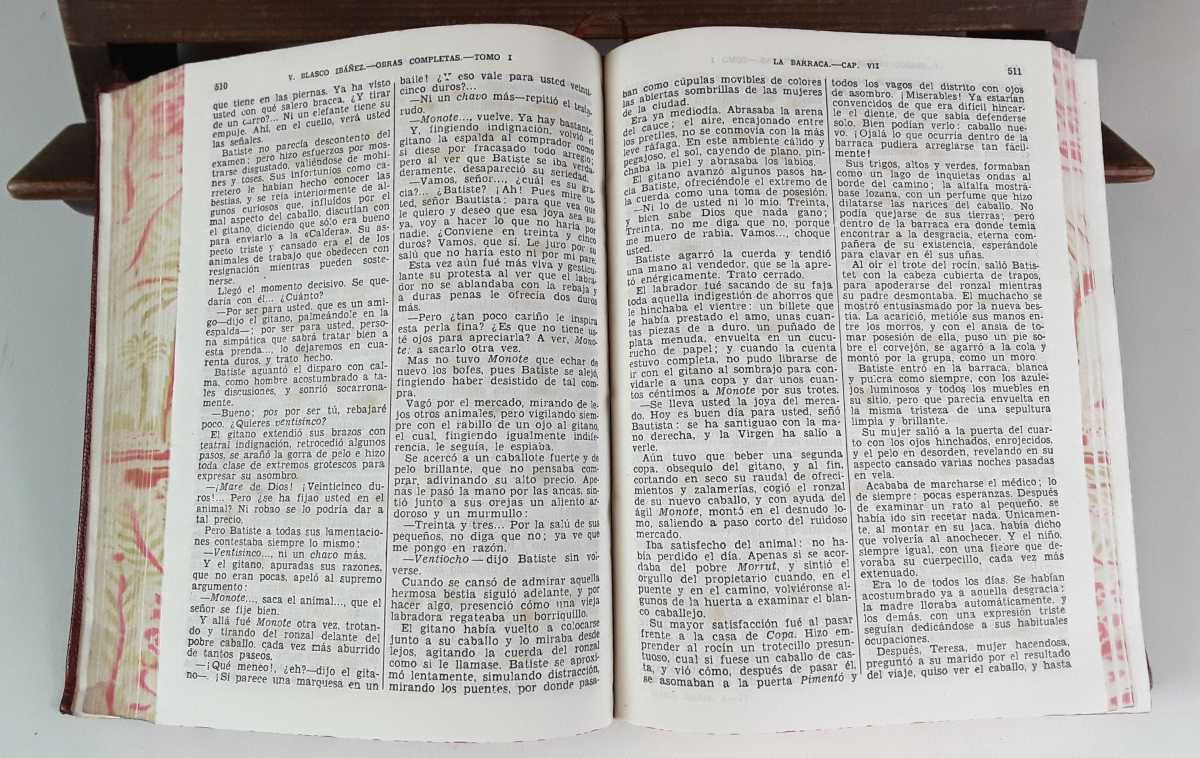 510
V. BLASCO IBÁÑEZ.—OBRAS COMPLETAS.—TOMO I
que tiene en las piernas. Ya ha visto
usted con qué salero bracea. ¿Y tirar
de un carro?... Ni un elefante tiene su
empuje. Ahí, en el cuello, verá usted
las señales.
Batiste no parecía descontento del
examen; pero hizo esfuerzos por mos-
trarse disgustado, valiéndose de mohi-
nes y toses. Sus infortunios como ca-
rretero le habían hecho conocer las
bestias, y se reía interiormente de al-
gunos curiosos que, influídos por el
mal aspecto del caballo, discutían con
el gitano, diciendo que sólo era bueno
para enviarlo a la «Caldera». Su as-
pecto triste y cansado era el de los
animales de trabajo que obedecen con
resignación mientras pueden soste-
nerse.
Llegó el momento decisivo. Se que-
daría con él... ¿Cuánto?
—Por ser para usted, que es un ami-
go—dijo el gitano, palmeándole en la
espalda—; por ser para usted, perso-
na simpática que sabrá tratar bien a
esta prenda..., lo dejaremos en cua-
renta duros, y trato hecho.
Batiste aguantó el disparo con cal-
ma, como hombre acostumbrado a ta-
les discusiones, y sonrió socarrona-
mente.
—Bueno; pos por ser tú, rebajaré
poco. ¿Quieres ventisinco?
El gitano extendió sus brazos con
teatral indignación, retrocedió algunos
pasos, se arañó la gorra de pelo e hizo
toda clase de extremos grotescos para
expresar su asombro.
—¡Mare de Dios! ¡Veinticinco du-
ros!... Pero ¿se ha fijao usted en el
animal? Ni robao se lo podría dar a
tal precio.
Pero Batiste a todas sus lamentacio-
nes contestaba siempre lo mismo:
—Ventisinco..., ni un chavo más.
Y el gitano, apuradas sus razones,
que no eran pocas, apeló al supremo
argumento:
—Monote..., saca el animal..., que el
señor se fije bien.
Y allá fué Monote otra vez, trotan-
do y tirando del ronzal delante del
pobre caballo, cada vez más aburrido
de tantos paseos.
—¡Qué meneo!, ¿eh?—dijo el gita-
no—. ¡Si parece una marquesa en un
baile! ¿Y eso vale para usted veinti-
cinco duros?...
—Ni un chavo más—repitió el testa-
rudo.
—Monote..., vuelve. Ya hay bastante.
Y, fingiendo indignación, volvió el
gitano la espalda al comprador como
si diese por fracasado todo arreglo;
pero al ver que Batiste se iba verda-
deramente, desapareció su seriedad.
—Vamos, señor..., ¿cuál es su gra-
cia?... ¿Batiste? ¡Ah! Pues mire us-
ted, señor Bautista: para que vea que
le quiero y deseo que esa joya sea su-
ya, voy a hacer lo que no haría por
nadie. ¿Conviene en treinta y cinco
duros? Vamos, que sí. Le juro por su
salú que no haría esto ni por mi pare.
Esta vez aún fué más viva y gesticu-
lante su protesta al ver que el labra-
dor no se ablandaba con la rebaja y
a duras penas le ofrecía dos duros
más.
—Pero ¿tan poco cariño le inspira
esta perla fina? ¿Es que no tiene us-
té ojos para apreciarla? A ver, Mono-
te: a sacarlo otra vez.
Mas no tuvo Monote que echar de
nuevo los bofes, pues Batiste se alejó,
fingiendo haber desistido de tal com-
pra.
Vagó por el mercado, mirando de le-
jos otros animales, pero vigilando siem-
pre con el rabillo de un ojo al gitano,
el cual, fingiendo igualmente indife-
rencia, le seguía, le espiaba.
Se acercó a un caballote fuerte y de
pelo brillante, que no pensaba com-
prar, adivinando su alto precio. Ape-
nas le pasó la mano por las ancas, sin-
tió junto a sus orejas un aliento ar-
doroso y un murmullo:
—Treinta y tres... Por la salú de sus
pequeños, no diga que no; ya ve que
me pongo en razón.
—Ventiocho—dijo Batiste sin vol-
verse.
Cuando se cansó de admirar aquella
hermosa bestia siguió adelante, y por
hacer algo, presenció cómo una vieja
labradora regateaba un borriquillo.
El gitano había vuelto a colocarse
junto a su caballo y lo miraba desde
lejos, agitando la cuerda del ronzal
como si le llamase. Batiste se aproxi-
mó lentamente, simulando distracción,
mirando los puentes, por donde pasa-
LA BARRACA.—CAP. VII
511
ban como cúpulas movibles de colores
las abiertas sombrillas de las mujeres
de la ciudad.
Era ya mediodía. Abrasaba la arena
del cauce; el aire, encajonado entre
los pretiles, no se conmovía con la más
leve ráfaga. En este ambiente cálido y
pegajoso, el sol, cayendo de plano, pin-
chaba la piel y abrasaba los labios.
El gitano avanzó algunos pasos ha-
cia Batiste, ofreciéndole el extremo de
la cuerda como una toma de posesión.
—Ni lo de usted ni lo mío. Treinta,
y bien sabe Dios que nada gano;
Treinta, no me diga que no, porque
me muero de rabia. Vamos..., choque
usted.
Batiste agarró la cuerda y tendió
una mano al vendedor, que se la apre-
tó enérgicamente. Trato cerrado.
El labrador fué sacando de su faja
toda aquella indigestión de ahorros que
le hinchaba el vientre: un billete que
le había prestado el amo, unas cuan-
tas piezas de a duro, un puñado de
plata menuda, envuelta en un cucu-
rucho de papel; y cuando la cuenta
estuvo completa, no pudo librarse de
ir con el gitano al sombrajo para con-
vidarle a una copa y dar unos cuan-
tos céntimos a Monote por sus trotes.
—Se lleva usted la joya del merca-
do. Hoy es buen día para usted, señó
Bautista: se ha santiguao con la ma-
no derecha, y la Virgen ha salío a
verle.
Aún tuvo que beber una segunda
copa, obsequio del gitano, y al fin,
cortando en seco su raudal de ofreci-
mientos y zalamerías, cogió el ronzal
de su nuevo caballo, y con ayuda del
ágil Monote, montó en el desnudo lo-
mo, saliendo a paso corto del ruidoso
mercado.
Iba satisfecho del animal: no ha-
bía perdido el día. Apenas si se acor-
daba del pobre Morrut, y sintió el
orgullo del propietario cuando, en el
puente y en el camino, volviéronse al-
gunos de la huerta a examinar el blan-
co caballejo.
Su mayor satisfacción fué al pasar
frente a la casa de Copa. Hizo em-
prender al rocín un trotecillo presun-
tuoso, cual si fuese un caballo de cas-
ta, y vió cómo, después de pasar él,
se asomaban a la puerta Pimentó y
todos los vagos del distrito con ojos
de asombro. ¡Miserables! Ya estarían
convencidos de que era difícil hincar-
le el diente, de que sabía defenderse
solo. Bien podían verlo: caballo nue-
vo. ¡Ojalá lo que ocurría dentro de la
barraca pudiera arreglarse tan fácil-
mente!
Sus trigos, altos y verdes, formaban
como un lago de inquietas ondas al
borde del camino; la alfalfa mostrá-
base lozana, con un perfume que hizo
dilatarse las narices del caballo. No
podía quejarse de sus tierras; pero
dentro de la barraca era donde temía
encontrar a la desgracia, eterna com-
pañera de su existencia, esperándole
para clavar en él sus uñas.
Al oír el trote del rocín, salió Batis-
tet con la cabeza cubierta de trapos,
para apoderarse del ronzal mientras
su padre desmontaba. El muchacho se
mostró entusiasmado por la nueva bes-
tia. La acarició, metióle sus manos en-
tre los morros, y con el ansia de to-
mar posesión de ella, puso un pie so-
bre el corvejón, se agarró a la cola y
montó por la grupa, como un moro.
Batiste entró en la barraca, blanca
y pulcra como siempre, con los azule-
jos luminosos y todos los muebles en
su sitio, pero que parecía envuelta en
la misma tristeza de una sepultura
limpia y brillante.
Su mujer salió a la puerta del cuar-
to con los ojos hinchados, enrojecidos,
y el pelo en desorden, revelando en su
aspecto cansado varias noches pasadas
en vela.
Acababa de marcharse el médico; lo
de siempre: pocas esperanzas. Después
de examinar un rato al pequeño, se
había ido sin recetar nada. Unicamen-
te, al montar en su jaca, había dicho
que volvería al anochecer. Y el niño,
siempre igual, con una fiebre que de-
voraba su cuerpecillo, cada vez más
extenuado.
Era lo de todos los días. Se habían
acostumbrado ya a aquella desgracia:
la madre lloraba automáticamente, y
los demás, con una expresión triste
seguían dedicándose a sus habituales
ocupaciones.
Después, Teresa, mujer hacendosa,
preguntó a su marido por el resultado
del viaje, quiso ver el caballo, y hasta